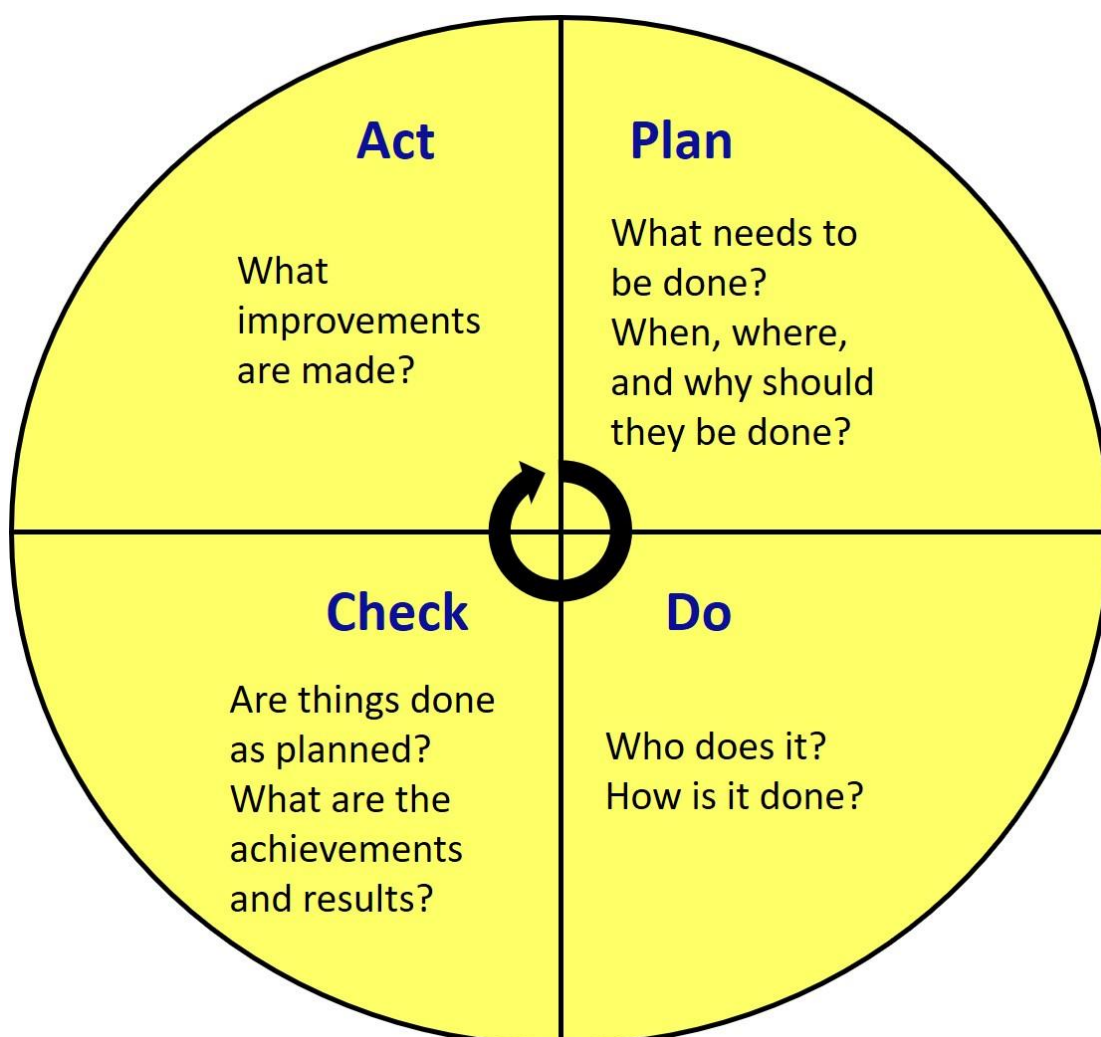 Act
What
improvements
are made?
Plan
What needs to
be done?
When, where,
and why should
they be done?
Check
Are things done
as planned?
What are the
achievements
and results?
Do
Who does it?
How is it done?